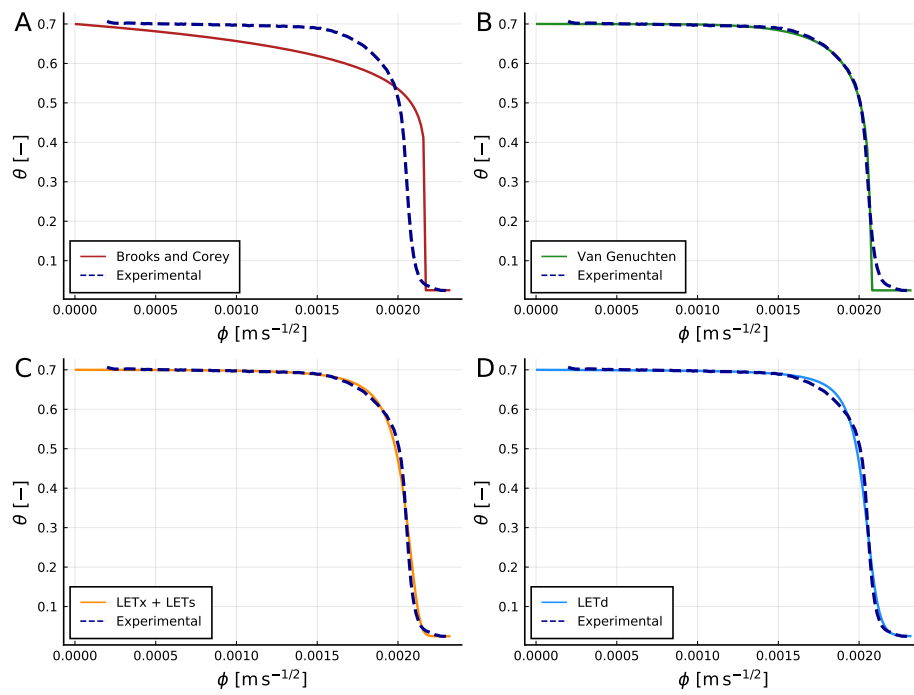 A
0.7
0.6
0.5
0.4
0.3
0.2
0.1
θ [−]
Brooks and Corey
Experimental
0.0000 0.0005 0.0010 0.0015 0.0020
ϕ [m s−1/2]
B
0.7
0.6
0.5
0.4
0.3
0.2
0.1
θ [−]
Van Genuchten
Experimental
0.0000 0.0005 0.0010 0.0015 0.0020
ϕ [m s−1/2]
C
0.7
0.6
0.5
0.4
0.3
0.2
0.1
θ [−]
LETx + LETs
Experimental
0.0000 0.0005 0.0010 0.0015 0.0020
ϕ [m s−1/2]
D
0.7
0.6
0.5
0.4
0.3
0.2
0.1
θ [−]
LETd
Experimental
0.0000 0.0005 0.0010 0.0015 0.0020
ϕ [m s−1/2]